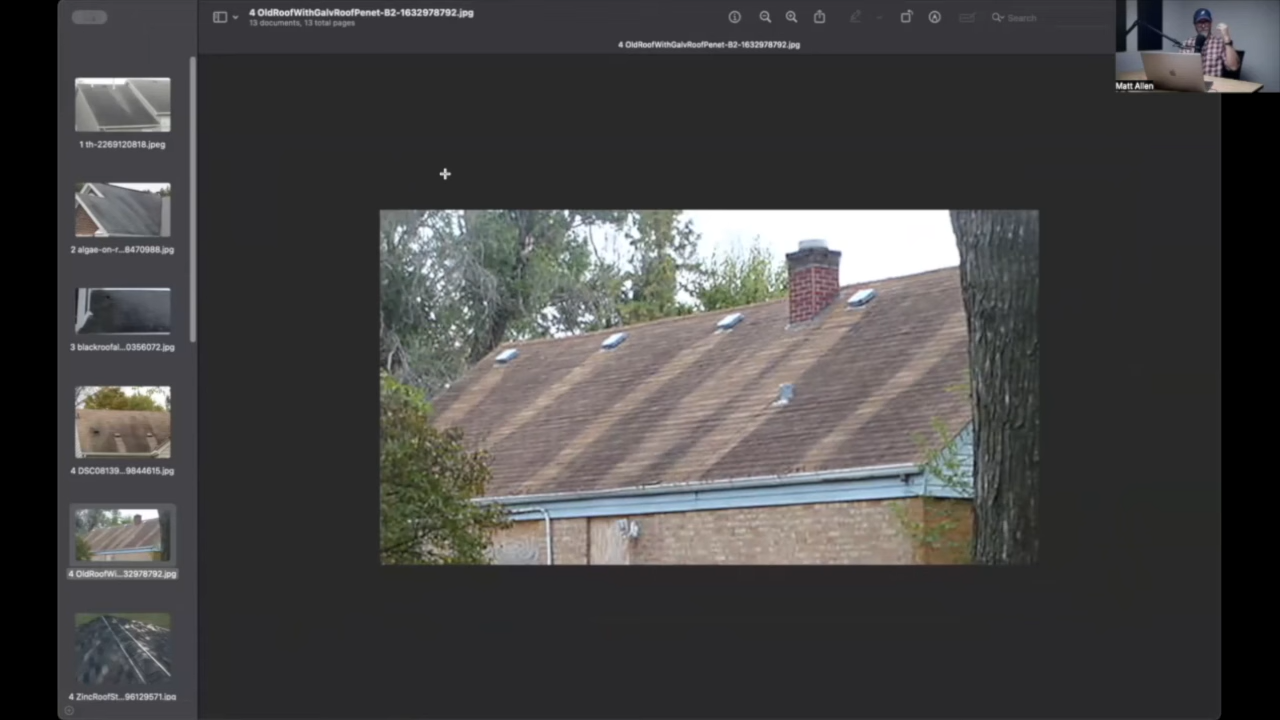 4 OldRoofWithGalvRoofPenet-B2-1632978792.jpg
13 documents, 13 total pages
Search
4 OldRoofWithGalvRoofPenet-B2-1632978792.jpg
Matt Allen
1 th-2269120818.jpeg
2 algae-on-r...8470988.jpg
3 blackroofal...0356072.jpg
4 DSC08139...9844615.jpg
4 OldRoofWi...32978792.jpg
4 ZincRoofSt...96129571.jpg